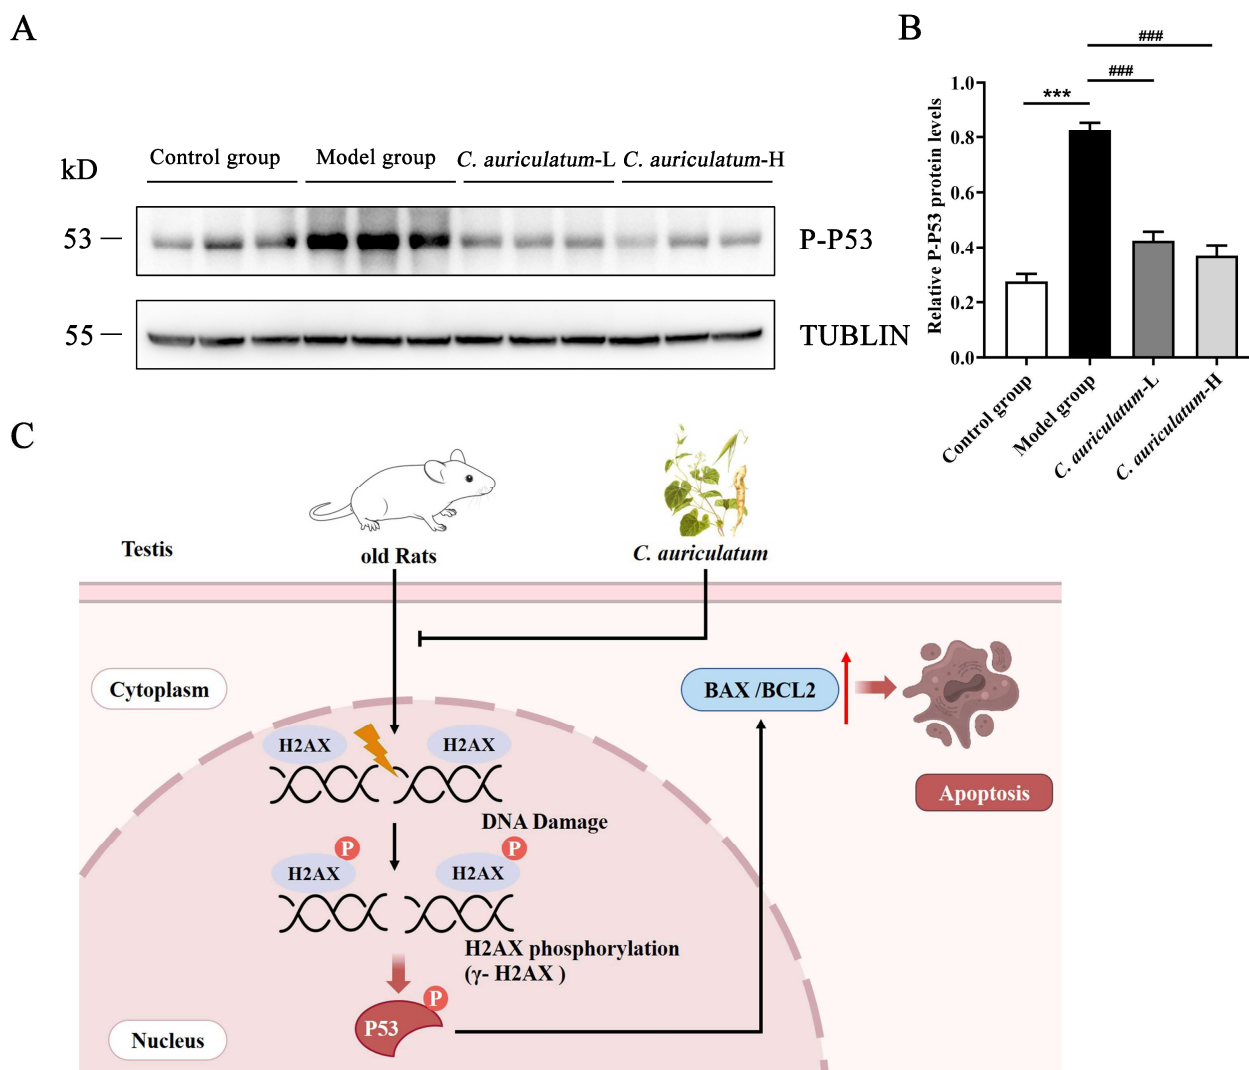 A
kD
Control group
Model group
C. auriculatum-L
C. auriculatum-H
53
P-P53
55
TUBLIN
B
###
###
***
Relative P-P53 protein levels
1.0
0.8
0.6
0.4
0.2
0.0
Control group
Model group
C. auriculatum-L
C. auriculatum-H
C
Testis
old Rats
C. auriculatum
Cytoplasm
BAX /BCL2
H2AX
H2AX
Apoptosis
DNA Damage
P
P
H2AX
H2AX
H2AX phosphorylation
(γ- H2AX )
P
P53
Nucleus